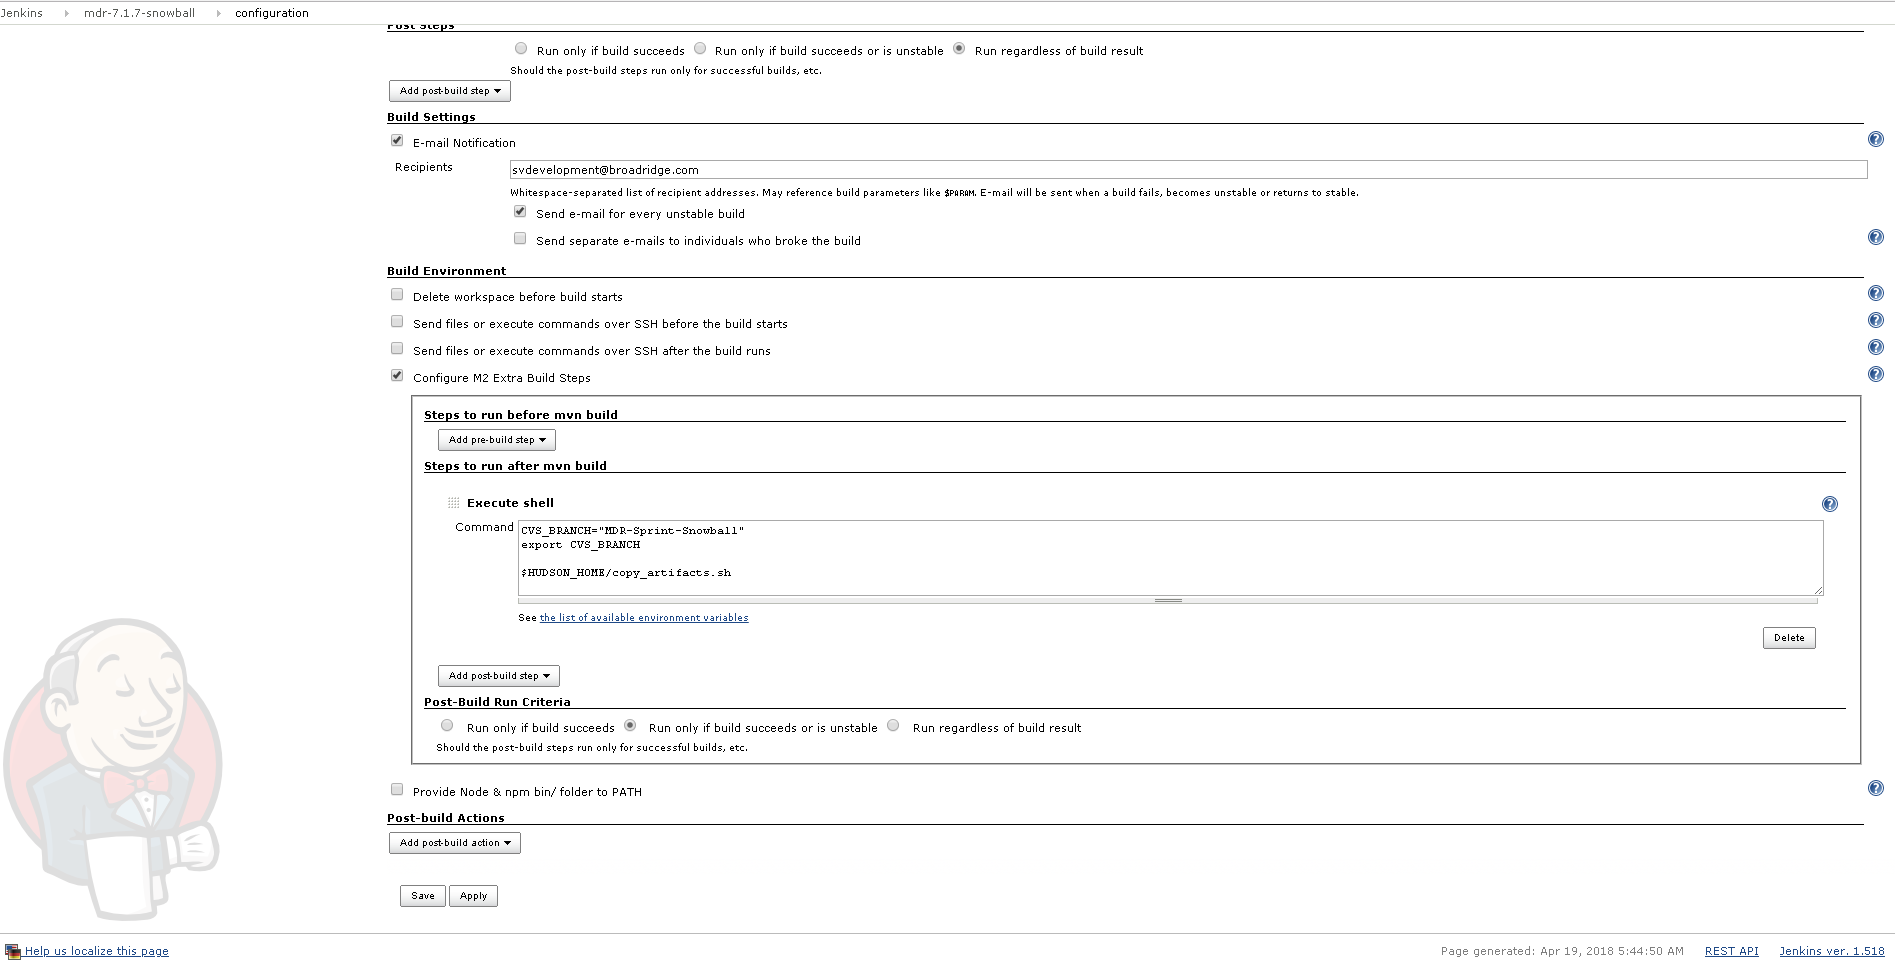 Jenkins mdr-7.1.7-snowball configuration
Post Steps
Run only if build succeeds Run only if build succeeds or is unstable Run regardless of build result
Should the post-build steps run only for successful builds, etc.
Add post-build step
Build Settings
E-mail Notification
Recipients svdevelopment@broadridge.com
Whitespace-separated list of recipient addresses. May reference build parameters like $PARAM. E-mail will be sent when a build fails, becomes unstable or returns to stable.
Send e-mail for every unstable build
Send separate e-mails to individuals who broke the build
Build Environment
Delete workspace before build starts
Send files or execute commands over SSH before the build starts
Send files or execute commands over SSH after the build runs
Configure M2 Extra Build Steps
Steps to run before mvn build
Add pre-build step
Steps to run after mvn build
Execute shell
Command CVS_BRANCH="MDR-Sprint-Snowball"
export CVS_BRANCH
$HUDSON_HOME/copy_artifacts.sh
See the list of available environment variables
Delete
Add post-build step
Post-Build Run Criteria
Run only if build succeeds Run only if build succeeds or is unstable Run regardless of build result
Should the post-build steps run only for successful builds, etc.
Provide Node & npm bin/ folder to PATH
Post-build Actions
Add post-build action
Save Apply
Help us localize this page Page generated: Apr 19, 2018 5:44:50 AM REST API Jenkins ver. 1.518